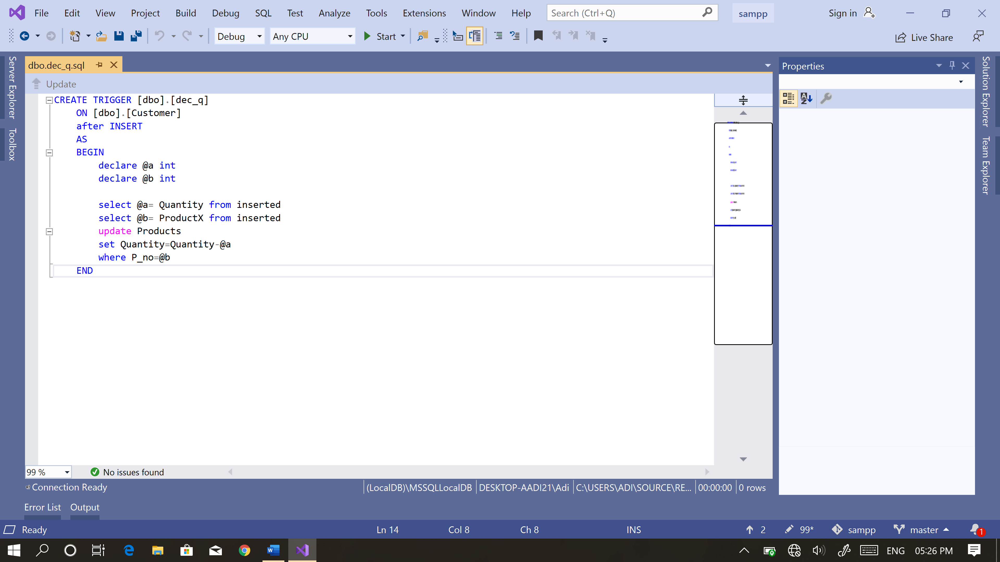 File Edit View Project Build Debug SQL Test Analyze Tools Extensions Window Help Search (Ctrl+Q) sampp Sign in
Debug Any CPU Start Live Share
Server Explorer
Toolbox
dbo.dec_q.sql
Update
CREATE TRIGGER [dbo].[dec_q]
ON [dbo].[Customer]
after INSERT
AS
BEGIN
declare @a int
declare @b int
select @a= Quantity from inserted
select @b= ProductX from inserted
update Products
set Quantity=Quantity-@a
where P_no=@b
END
99 % No issues found
Connection Ready (LocalDB)\MSSQLLocalDB DESKTOP-AADI21\Adi C:\USERS\ADI\SOURCE\RE... 00:00:00 0 rows
Properties
Solution Explorer
Team Explorer
Error List Output
Ready Ln 14 Col 8 Ch 8 INS 2 99* sampp master 1
ENG 05:26 PM